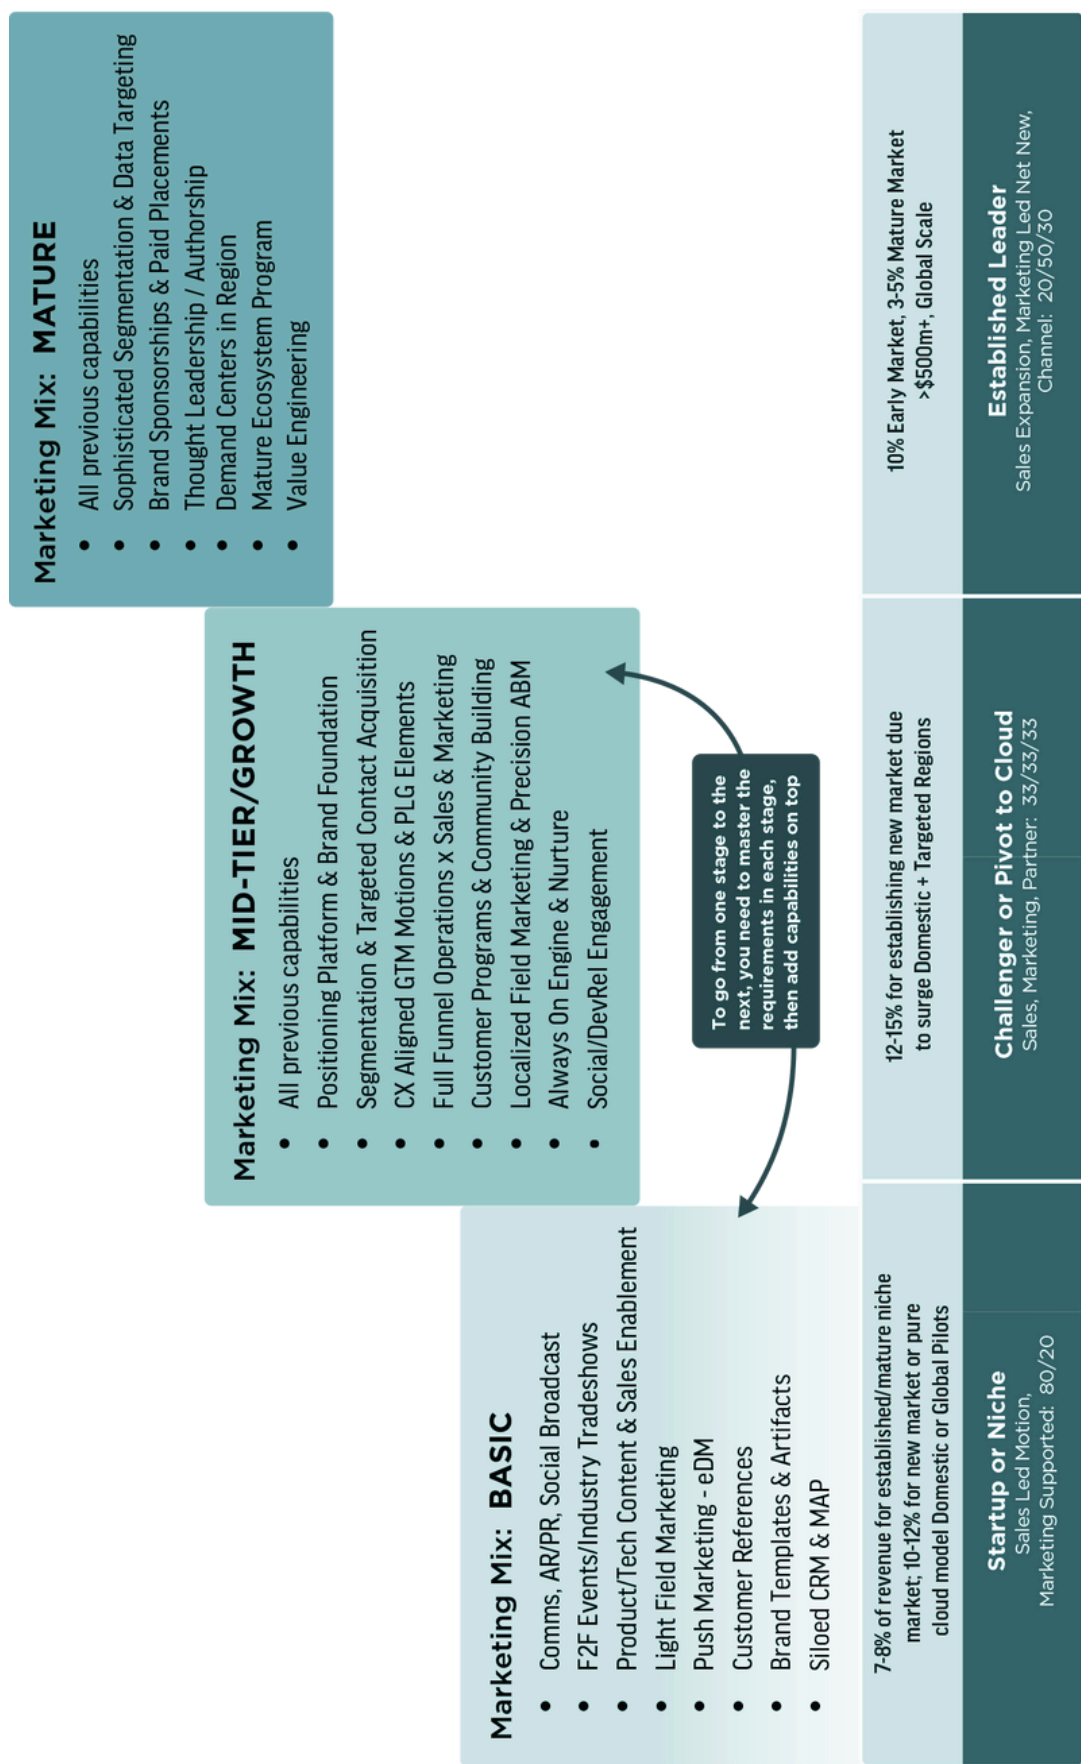 Marketing Mix: BASIC
• Comms, AR/PR, Social Broadcast
• F2F Events/Industry Tradeshows
• Product/Tech Content & Sales Enablement
• Light Field Marketing
• Push Marketing - eDM
• Customer References
• Brand Templates & Artifacts
• Siloed CRM & MAP
Marketing Mix: MID-TIER/GROWTH
• All previous capabilities
• Positioning Platform & Brand Foundation
• Segmentation & Targeted Contact Acquisition
• CX Aligned GTM Motions & PLG Elements
• Full Funnel Operations x Sales & Marketing
• Customer Programs & Community Building
• Localized Field Marketing & Precision ABM
• Always On Engine & Nurture
• Social/DevRel Engagement
Marketing Mix: MATURE
• All previous capabilities
• Sophisticated Segmentation & Data Targeting
• Brand Sponsorships & Paid Placements
• Thought Leadership / Authorship
• Demand Centers in Region
• Mature Ecosystem Program
• Value Engineering
To go from one stage to the
next, you need to master the
requirements in each stage,
then add capabilities on top
7-8% of revenue for established/mature niche
market; 10-12% for new market or pure
cloud model Domestic or Global Pilots
12-15% for establishing new market due
to surge Domestic + Targeted Regions
10% Early Market, 3-5% Mature Market
>$500m+, Global Scale
Startup or Niche
Sales Led Motion,
Marketing Supported: 80/20
Challenger or Pivot to Cloud
Sales, Marketing, Partner: 33/33/33
Established Leader
Sales Expansion, Marketing Led Net New,
Channel: 20/50/30